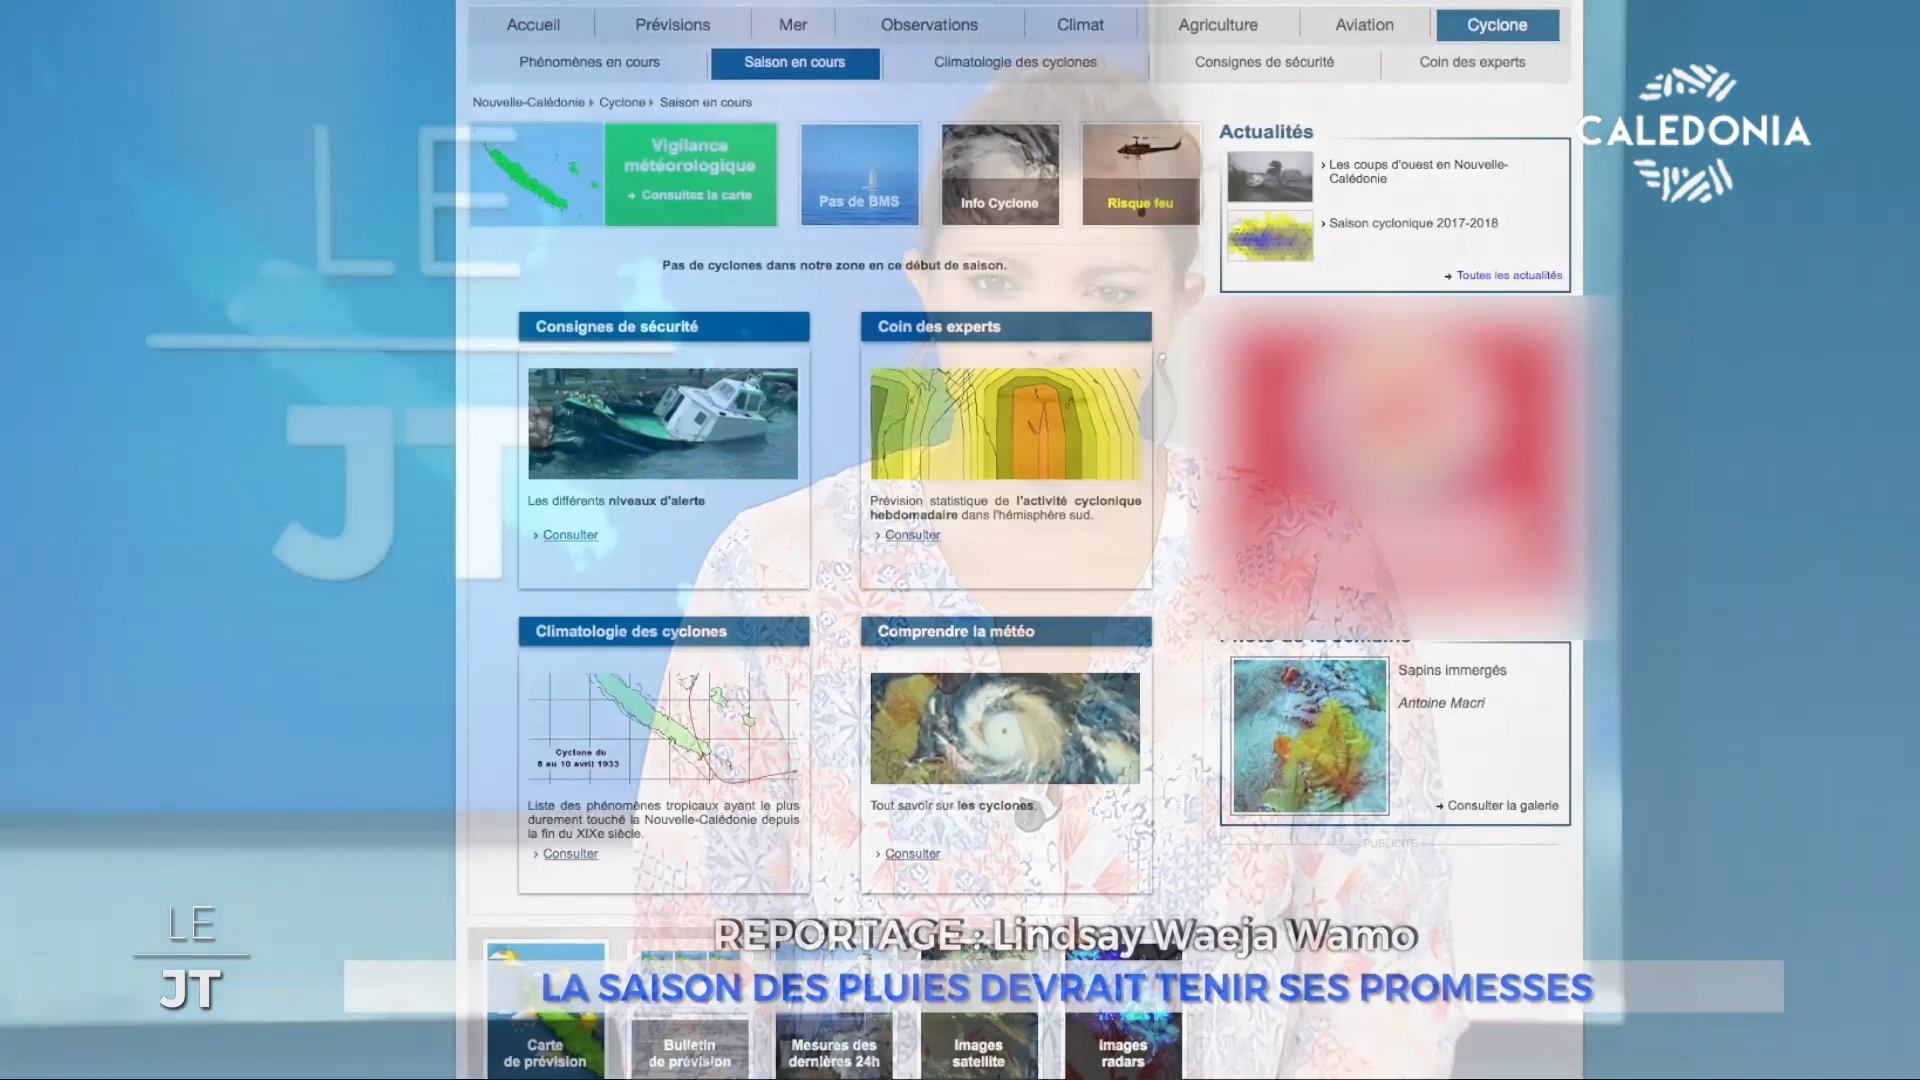 Accueil
Prévisions
Mer
Observations
Climat
Agriculture
Aviation
Cyclone
Phénomènes en cours
Saison en cours
Climatologie des cyclones
Consignes de sécurité
Coin des experts
Nouvelle-Calédonie
Cyclone
Saison en cours
Vigilance
météorologique
Consultez la carte
Pas de BMS
Info Cyclone
Risque feu
Actualités
Les coups d'ouest en Nouvelle-
Calédonie
Saison cyclonique 2017-2018
Toutes les actualités
CALEDONIA
LE
JT
Pas de cyclones dans notre zone en ce début de saison.
Consignes de sécurité
Les différents niveaux d'alerte
Consulter
Coin des experts
Prévision statistique de l'activité cyclonique
hebdomadaire dans l'hémisphère sud.
Consulter
Climatologie des cyclones
Cyclone du
8 au 10 avril 1933
Liste des phénomènes tropicaux ayant le plus
durement touché la Nouvelle-Calédonie depuis
la fin du XIXe siècle.
Consulter
Comprendre la météo
Tout savoir sur les cyclones.
Consulter
Photo de la semaine
Sapins immergés
Antoine Macri
Consulter la galerie
PUBLICITÉ
LE
JT
REPORTAGE : Lindsay Waeja Wamo
LA SAISON DES PLUIES DEVRAIT TENIR SES PROMESSES
Carte
de prévision
Bulletin
de prévision
Mesures des
dernières 24h
Images
satellite
Images
radars